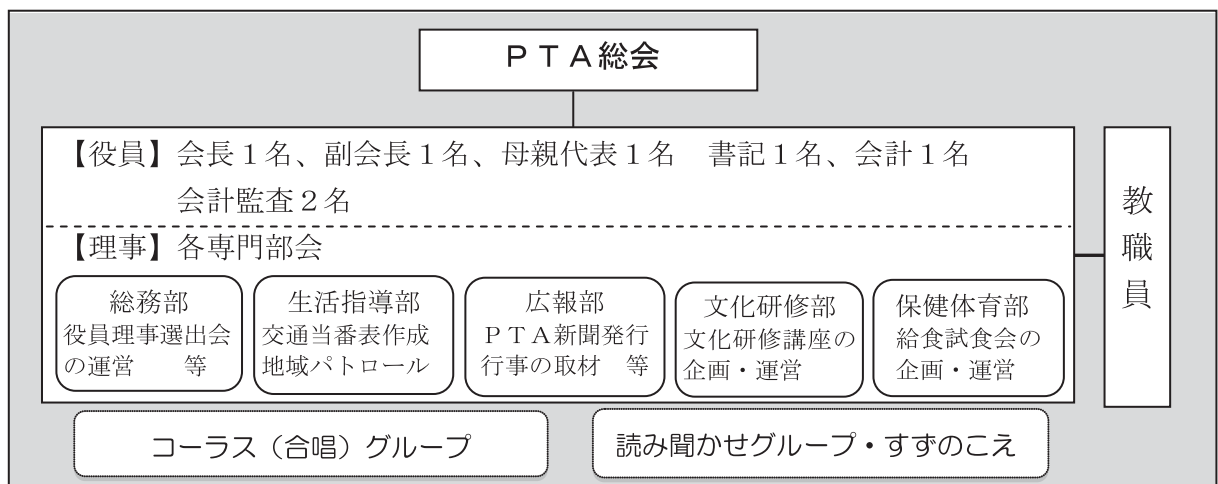 ＰＴＡ総会
【役員】会長１名、副会長１名、母親代表１名　書記１名、会計１名
会計監査２名
【理事】各専門部会
総務部
役員理事選出会
の運営　　等
生活指導部
交通当番表作成
地域パトロール
広報部
ＰＴＡ新聞発行
行事の取材　等
文化研修部
文化研修講座の
企画・運営
保健体育部
給食試食会の
企画・運営
教職員
コーラス（合唱）グループ
読み聞かせグループ・すずのこえ